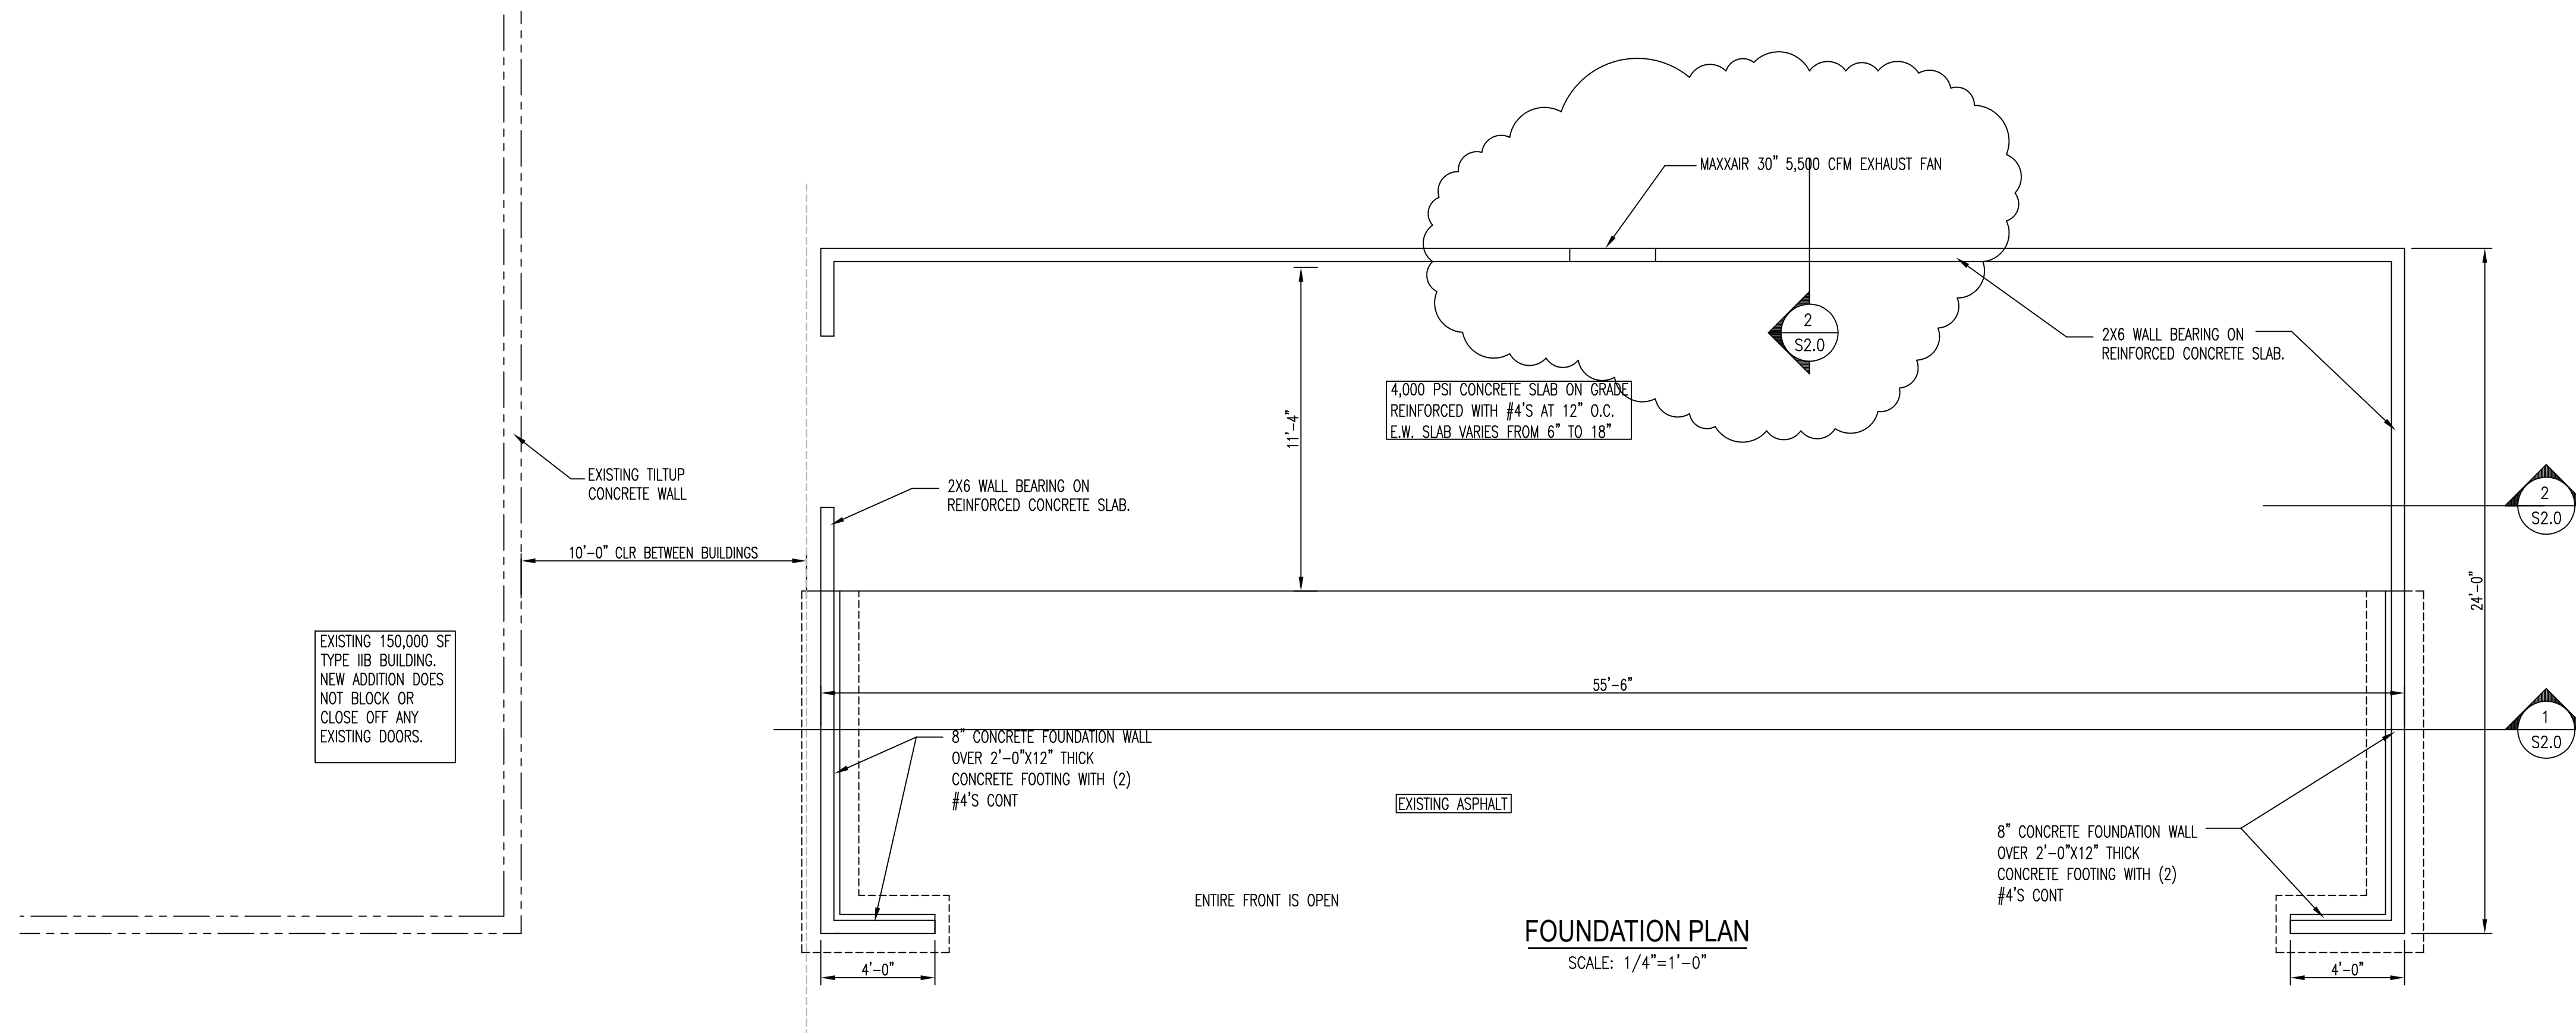 MAXXAIR 30" 5,500 CFM EXHAUST FAN
2
S2.0
2X6 WALL BEARING ON
REINFORCED CONCRETE SLAB.
4,000 PSI CONCRETE SLAB ON GRADE
REINFORCED WITH #4'S AT 12" O.C.
E.W. SLAB VARIES FROM 6" TO 18"
11'-4"
EXISTING TILTUP
CONCRETE WALL
2X6 WALL BEARING ON
REINFORCED CONCRETE SLAB.
2
S2.0
10'-0" CLR BETWEEN BUILDINGS
24'-0"
EXISTING 150,000 SF
TYPE IIB BUILDING.
NEW ADDITION DOES
NOT BLOCK OR
CLOSE OFF ANY
EXISTING DOORS.
55'-6"
1
S2.0
8" CONCRETE FOUNDATION WALL
OVER 2'-0"X12" THICK
CONCRETE FOOTING WITH (2)
#4'S CONT
EXISTING ASPHALT
8" CONCRETE FOUNDATION WALL
OVER 2'-0"X12" THICK
CONCRETE FOOTING WITH (2)
#4'S CONT
ENTIRE FRONT IS OPEN
FOUNDATION PLAN
SCALE: 1/4"=1'-0"
4'-0"
4'-0"